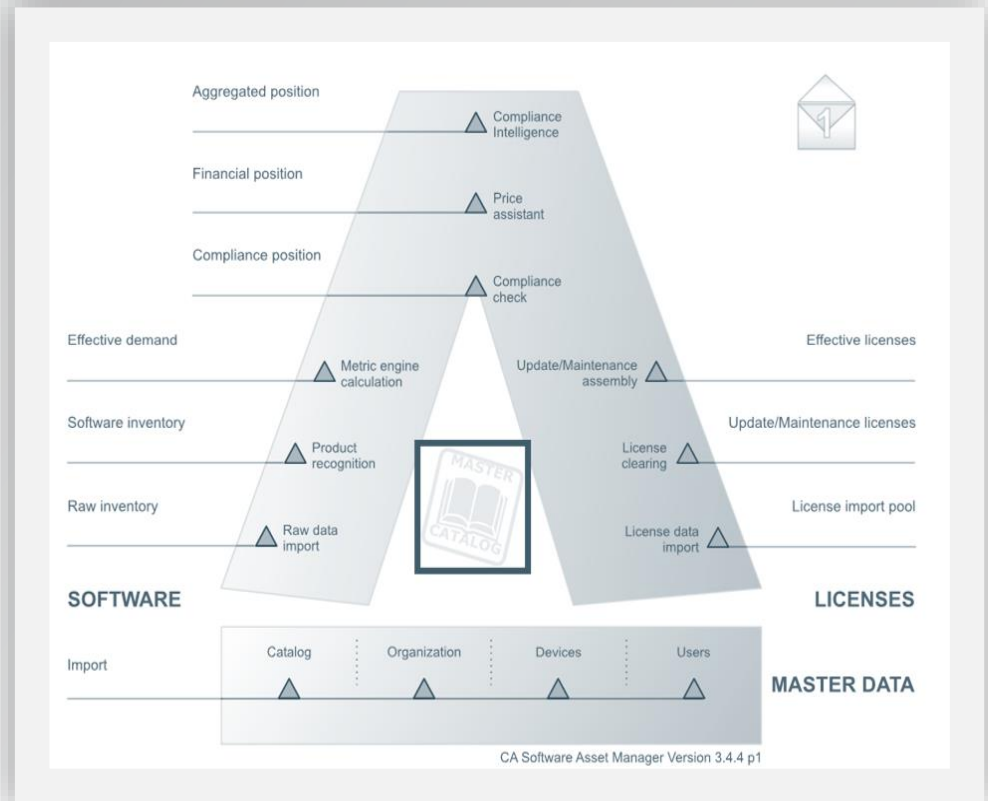 Aggregated position
Compliance
Intelligence
1
Financial position
Price
assistant
Compliance position
Compliance
check
Effective demand
Metric engine
calculation
Update/Maintenance
assembly
Effective licenses
Software inventory
Product
recognition
License
clearing
Update/Maintenance licenses
Raw inventory
Raw data
import
License data
import
License import pool
MASTER
CATALOG
SOFTWARE
LICENSES
Import
Catalog
Organization
Devices
Users
MASTER DATA
CA Software Asset Manager Version 3.4.4 p1